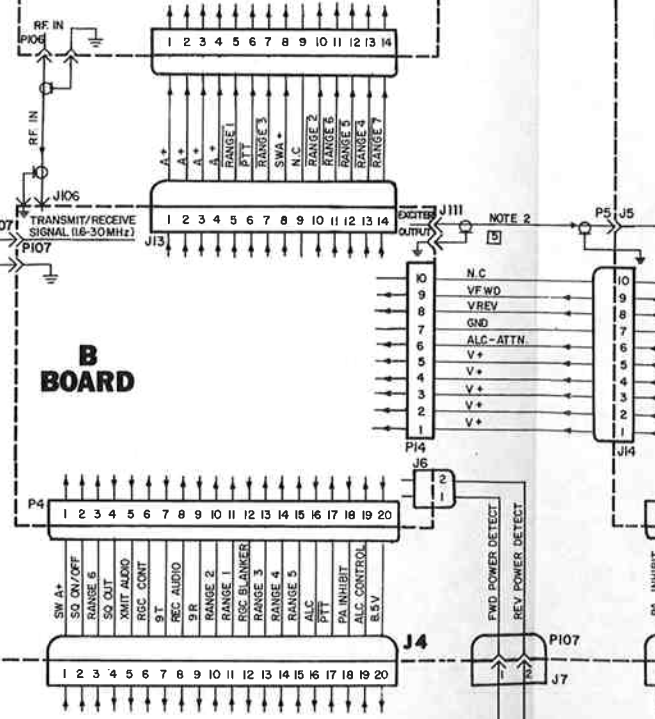 RF. IN
P106
1 2 3 4 5 6 7 8 9 10 11 12 13 14
RF. IN
A+
A+
A+
A+
RANGE 1
PTT
RANGE 3
SWA+
N.C
RANGE 2
RANGE 6
RANGE 5
RANGE 4
RANGE 7
J106
TRANSMIT/RECEIVE
SIGNAL (1.6-30MHz)
J13
1 2 3 4 5 6 7 8 9 10 11 12 13 14
EXCITER
OUTPUT
J111
NOTE 2
5
P5 J5
07
P107
10 N.C 10
9 VFWD 9
8 VREV 8
7 GND 7
6 ALC-ATTN. 6
5 V+ 5
4 V+ 4
3 V+ 3
2 V+ 2
1 V+ 1
P14
J14
B
BOARD
J6
2
1
P4
1 2 3 4 5 6 7 8 9 10 11 12 13 14 15 16 17 18 19 20
SW A+
SQ ON/OFF
RANGE 6
SQ OUT
XMIT AUDIO
RGC CONT
9T
REC AUDIO
9R
RANGE 2
RANGE 1
RGC BLANKER
RANGE 3
RANGE 4
RANGE 5
ALC
PTT
PA INHIBIT
ALC CONTROL
8.5V
FWD POWER DETECT
REV POWER DETECT
J4
1 2 3 4 5 6 7 8 9 10 11 12 13 14 15 16 17 18 19 20
P107
1 2
J7